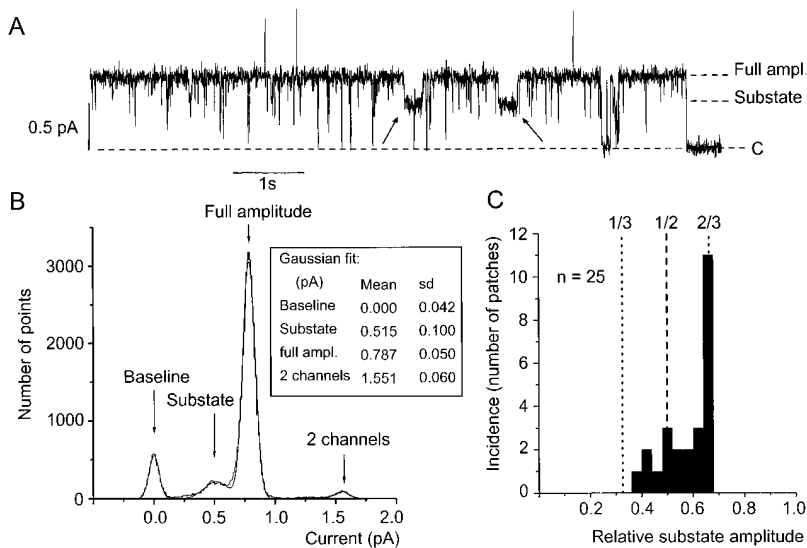 A
Full ampl.
Substate
0.5 pA
C
1s
B
Full amplitude
3000
2000
1000
0
Number of points
Baseline
Substate
2 channels
Gaussian fit:
(pA) Mean sd
Baseline 0.000 0.042
Substate 0.515 0.100
full ampl. 0.787 0.050
2 channels 1.551 0.060
0.0 0.5 1.0 1.5 2.0
Current (pA)
C
1/3 1/2 2/3
12
10
8
6
4
2
0
Incidence (number of patches)
n = 25
0.2 0.4 0.6 0.8 1.0
Relative substate amplitude